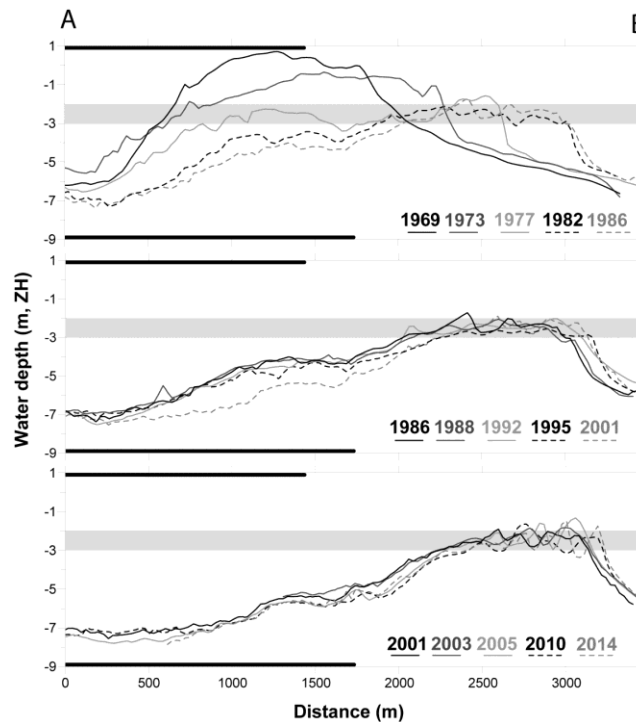 A
E
1
-1
-3
-5
-7
-9
1969 1973 1977 1982 1986
1
-1
-3
-5
-7
-9
1986 1988 1992 1995 2001
1
-1
-3
-5
-7
-9
2001 2003 2005 2010 2014
0 500 1000 1500 2000 2500 3000
Water depth (m, ZH)
Distance (m)